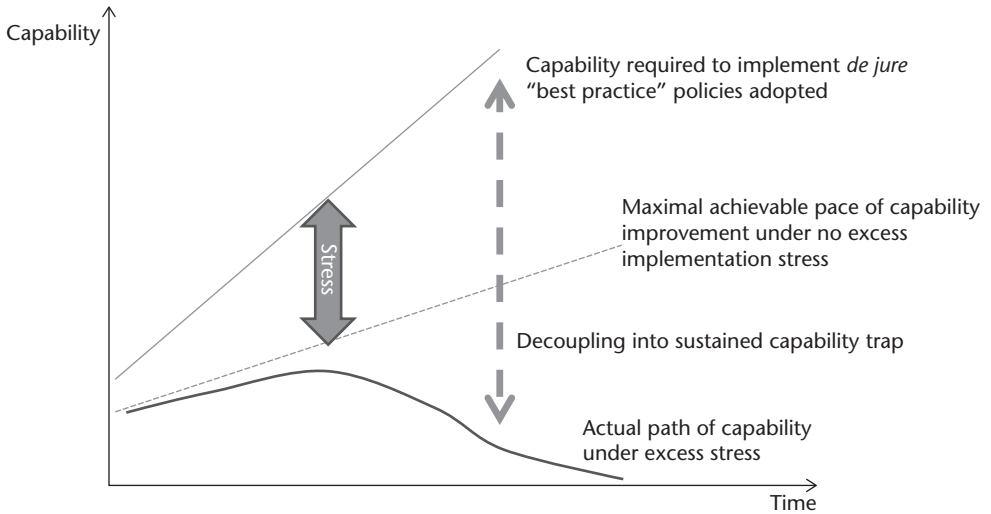 Capability
Capability required to implement de jure
“best practice” policies adopted
Maximal achievable pace of capability
improvement under no excess
implementation stress
Stress
Decoupling into sustained capability trap
Actual path of capability
under excess stress
Time